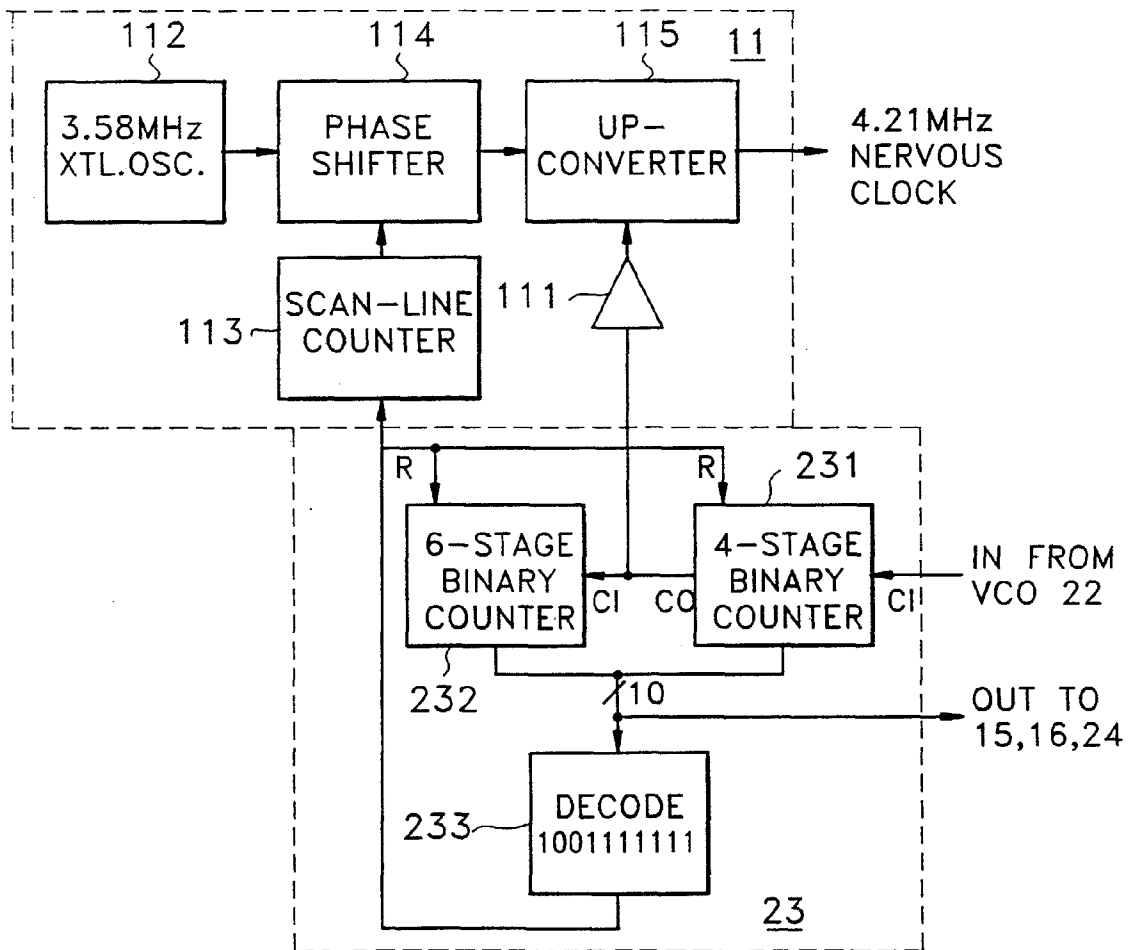 112
114
115
11
3.58MHz
XTL.OSC.
PHASE
SHIFTER
UP-
CONVERTER
4.21MHz
NERVOUS
CLOCK
113
SCAN-LINE
COUNTER
111
R
R
231
6-STAGE
BINARY
COUNTER
CI
CO
4-STAGE
BINARY
COUNTER
CI
IN FROM
VCO 22
232
10
OUT TO
15,16,24
233
DECODE
1001111111
23